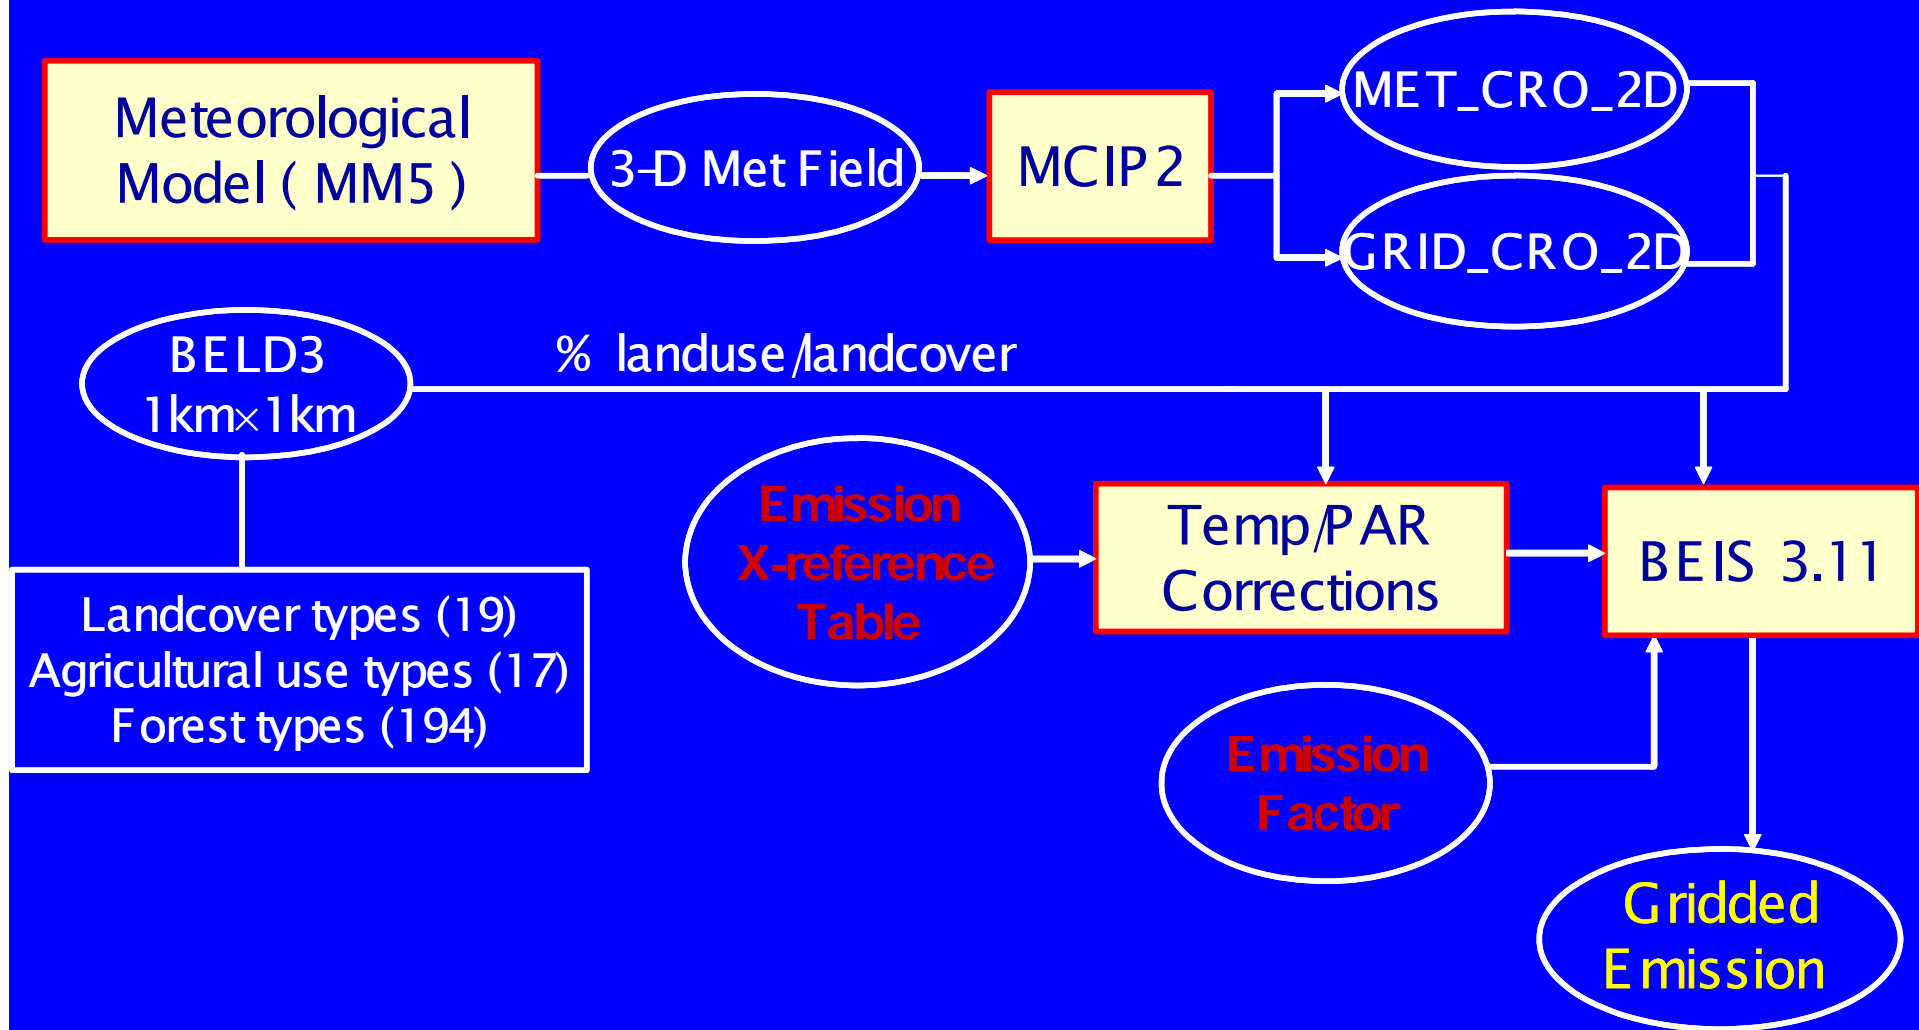 Meteorological
Model ( MM5 )
3-D Met Field
MCIP2
MET_CRO_2D
GRID_CRO_2D
BELD3
1km×1km
% landuse/landcover
Landcover types (19)
Agricultural use types (17)
Forest types (194)
Emission
X-reference
Table
Temp/PAR
Corrections
BEIS 3.11
Emission
Factor
Gridded
Emission